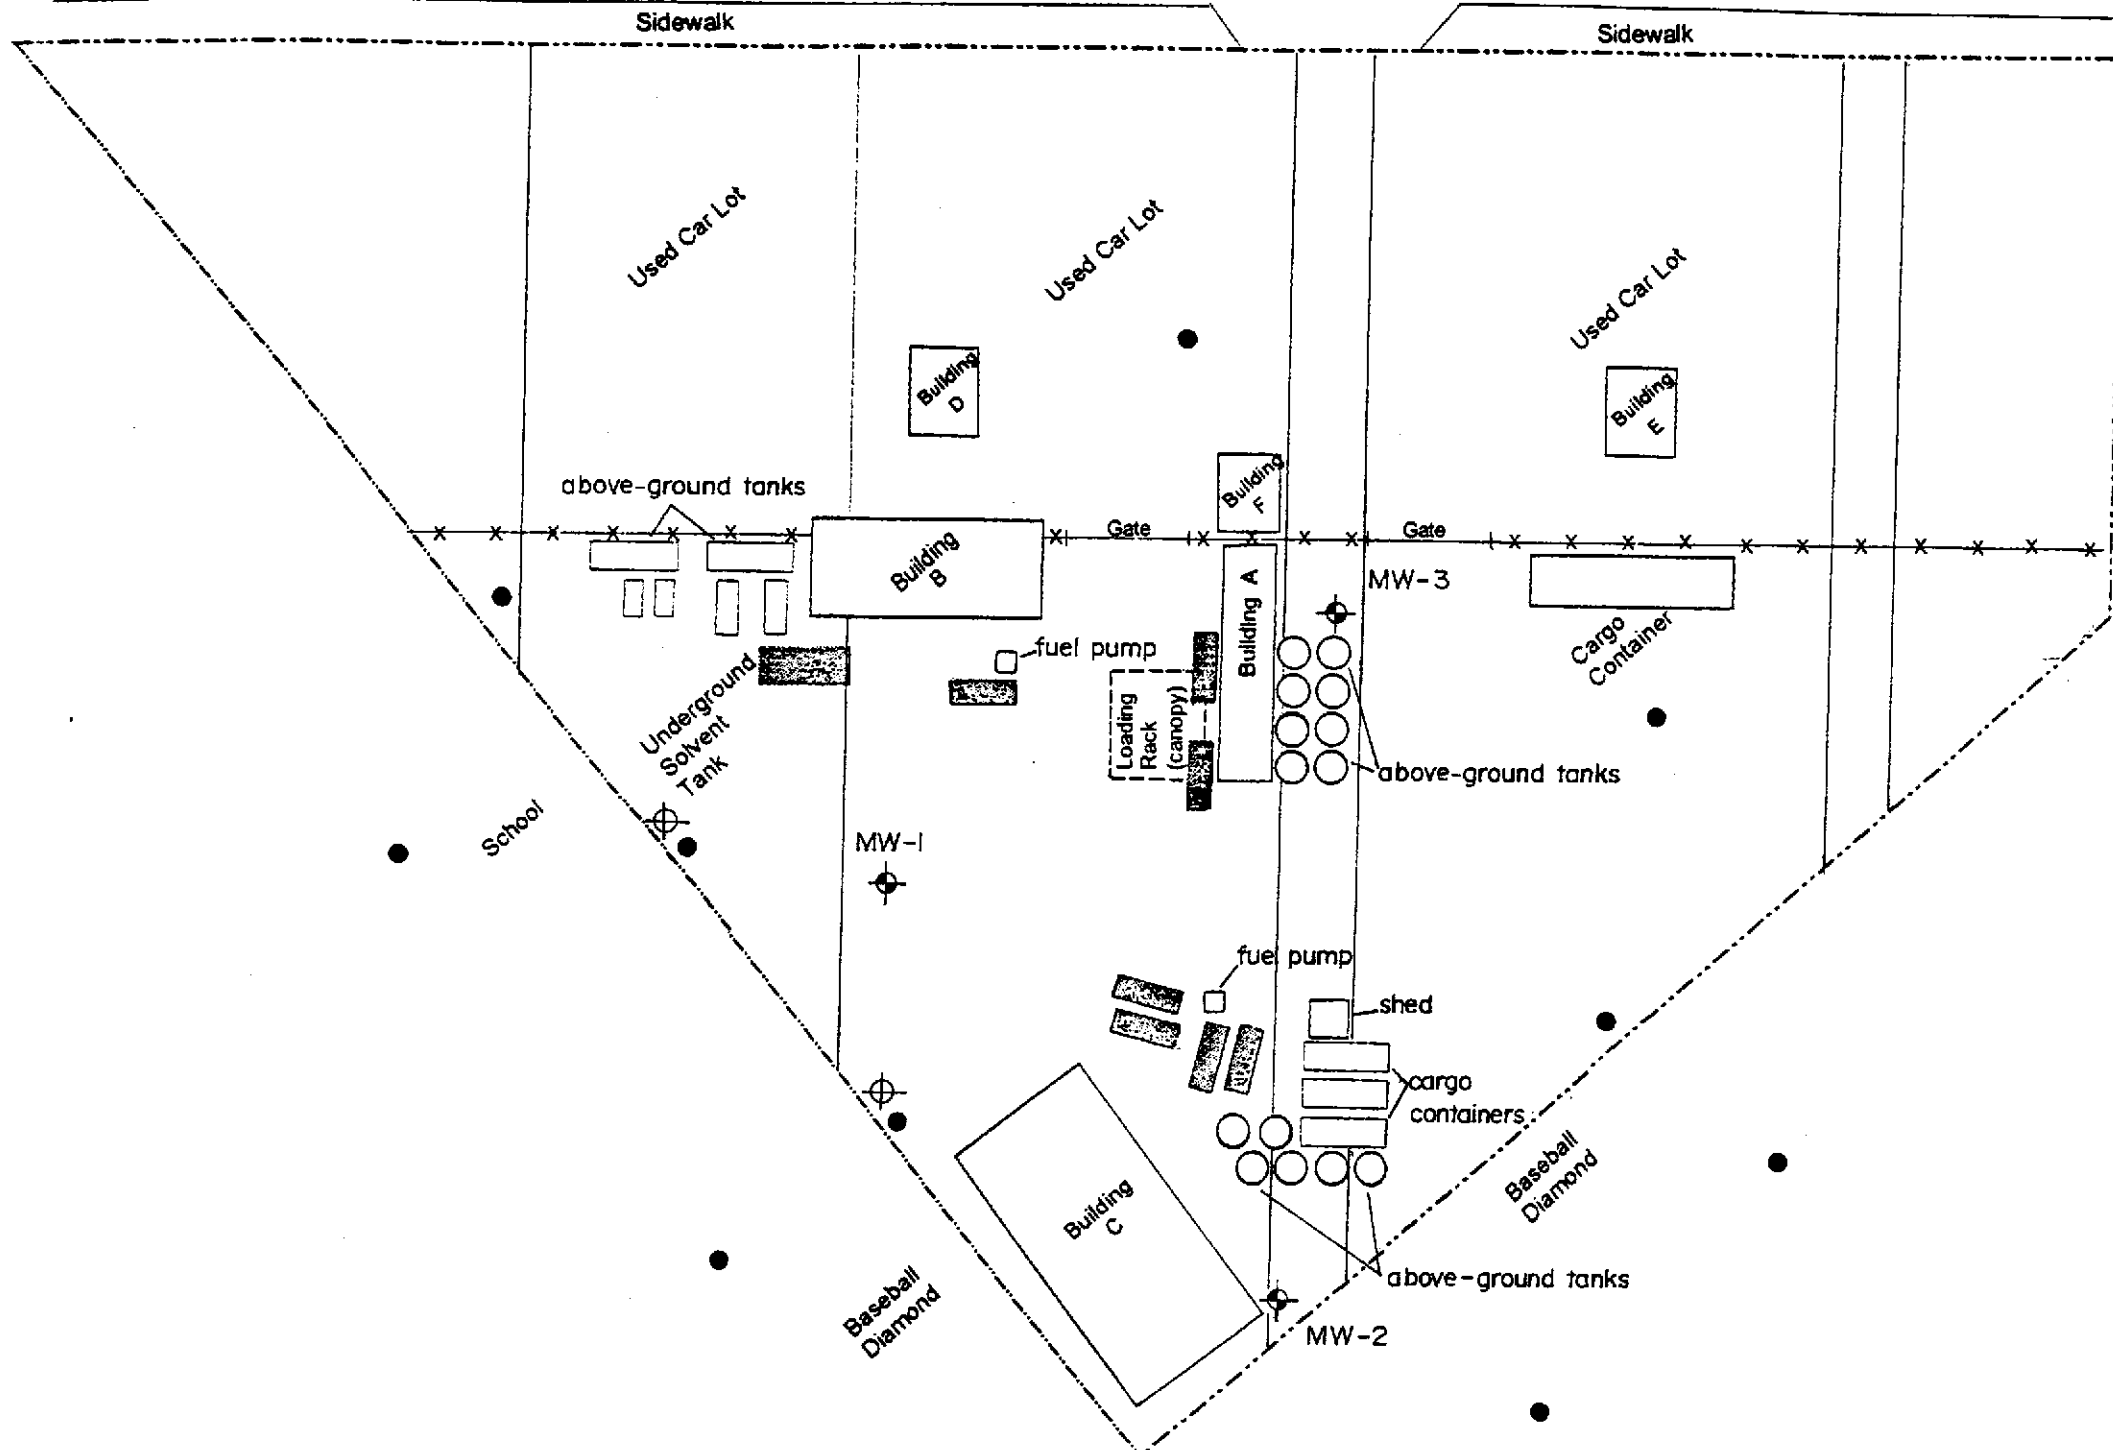 Sidewalk
Sidewalk
Used Car Lot
Used Car Lot
Used Car Lot
Building
D
Building
E
above-ground tanks
Building
F
Gate
Gate
Building
B
Building A
MW-3
Cargo
Container
fuel pump
Underground
Solvent
Tank
Loading
Rack
(canopy)
above-ground tanks
School
MW-1
fuel pump
shed
cargo
containers
Building
C
Baseball
Diamond
Baseball
Diamond
above-ground tanks
MW-2